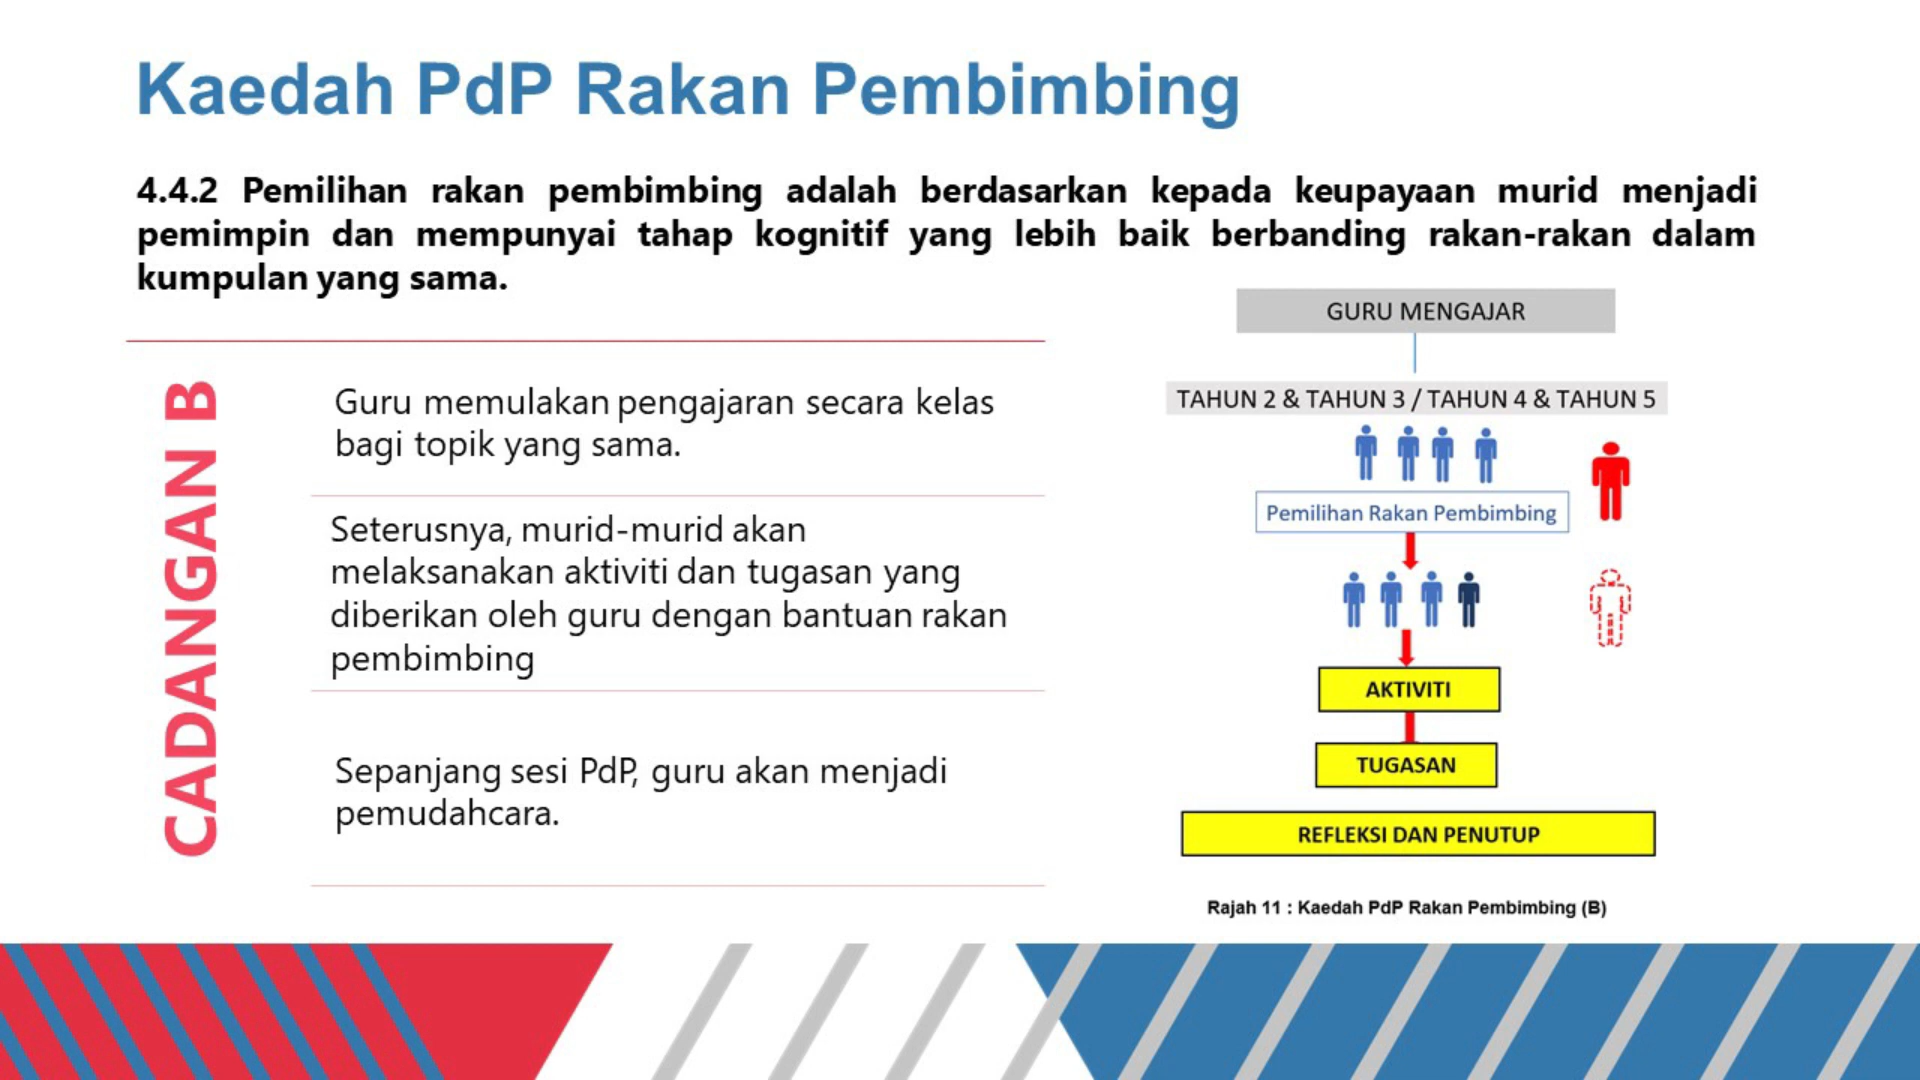 Kaedah PdP Rakan Pembimbing
4.4.2 Pemilihan rakan pembimbing adalah berdasarkan kepada keupayaan murid menjadi
pemimpin dan mempunyai tahap kognitif yang lebih baik berbanding rakan-rakan dalam
kumpulan yang sama.
CADANGAN B
Guru memulakan pengajaran secara kelas
bagi topik yang sama.
Seterusnya, murid-murid akan
melaksanakan aktiviti dan tugasan yang
diberikan oleh guru dengan bantuan rakan
pembimbing
Sepanjang sesi PdP, guru akan menjadi
pemudahcara.
GURU MENGAJAR
TAHUN 2 & TAHUN 3 / TAHUN 4 & TAHUN 5
Pemilihan Rakan Pembimbing
AKTIVITI
TUGASAN
REFLEKSI DAN PENUTUP
Rajah 11 : Kaedah PdP Rakan Pembimbing (B)